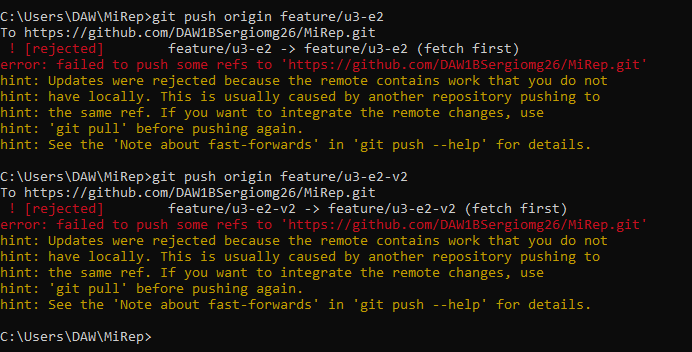 C:\Users\DAW\MiRep>git push origin feature/u3-e2
To https://github.com/DAW1BSergiomg26/MiRep.git
 ! [rejected]        feature/u3-e2 -> feature/u3-e2 (fetch first)
error: failed to push some refs to 'https://github.com/DAW1BSergiomg26/MiRep.git'
hint: Updates were rejected because the remote contains work that you do not
hint: have locally. This is usually caused by another repository pushing to
hint: the same ref. If you want to integrate the remote changes, use
hint: 'git pull' before pushing again.
hint: See the 'Note about fast-forwards' in 'git push --help' for details.

C:\Users\DAW\MiRep>git push origin feature/u3-e2-v2
To https://github.com/DAW1BSergiomg26/MiRep.git
 ! [rejected]        feature/u3-e2-v2 -> feature/u3-e2-v2 (fetch first)
error: failed to push some refs to 'https://github.com/DAW1BSergiomg26/MiRep.git'
hint: Updates were rejected because the remote contains work that you do not
hint: have locally. This is usually caused by another repository pushing to
hint: the same ref. If you want to integrate the remote changes, use
hint: 'git pull' before pushing again.
hint: See the 'Note about fast-forwards' in 'git push --help' for details.

C:\Users\DAW\MiRep>